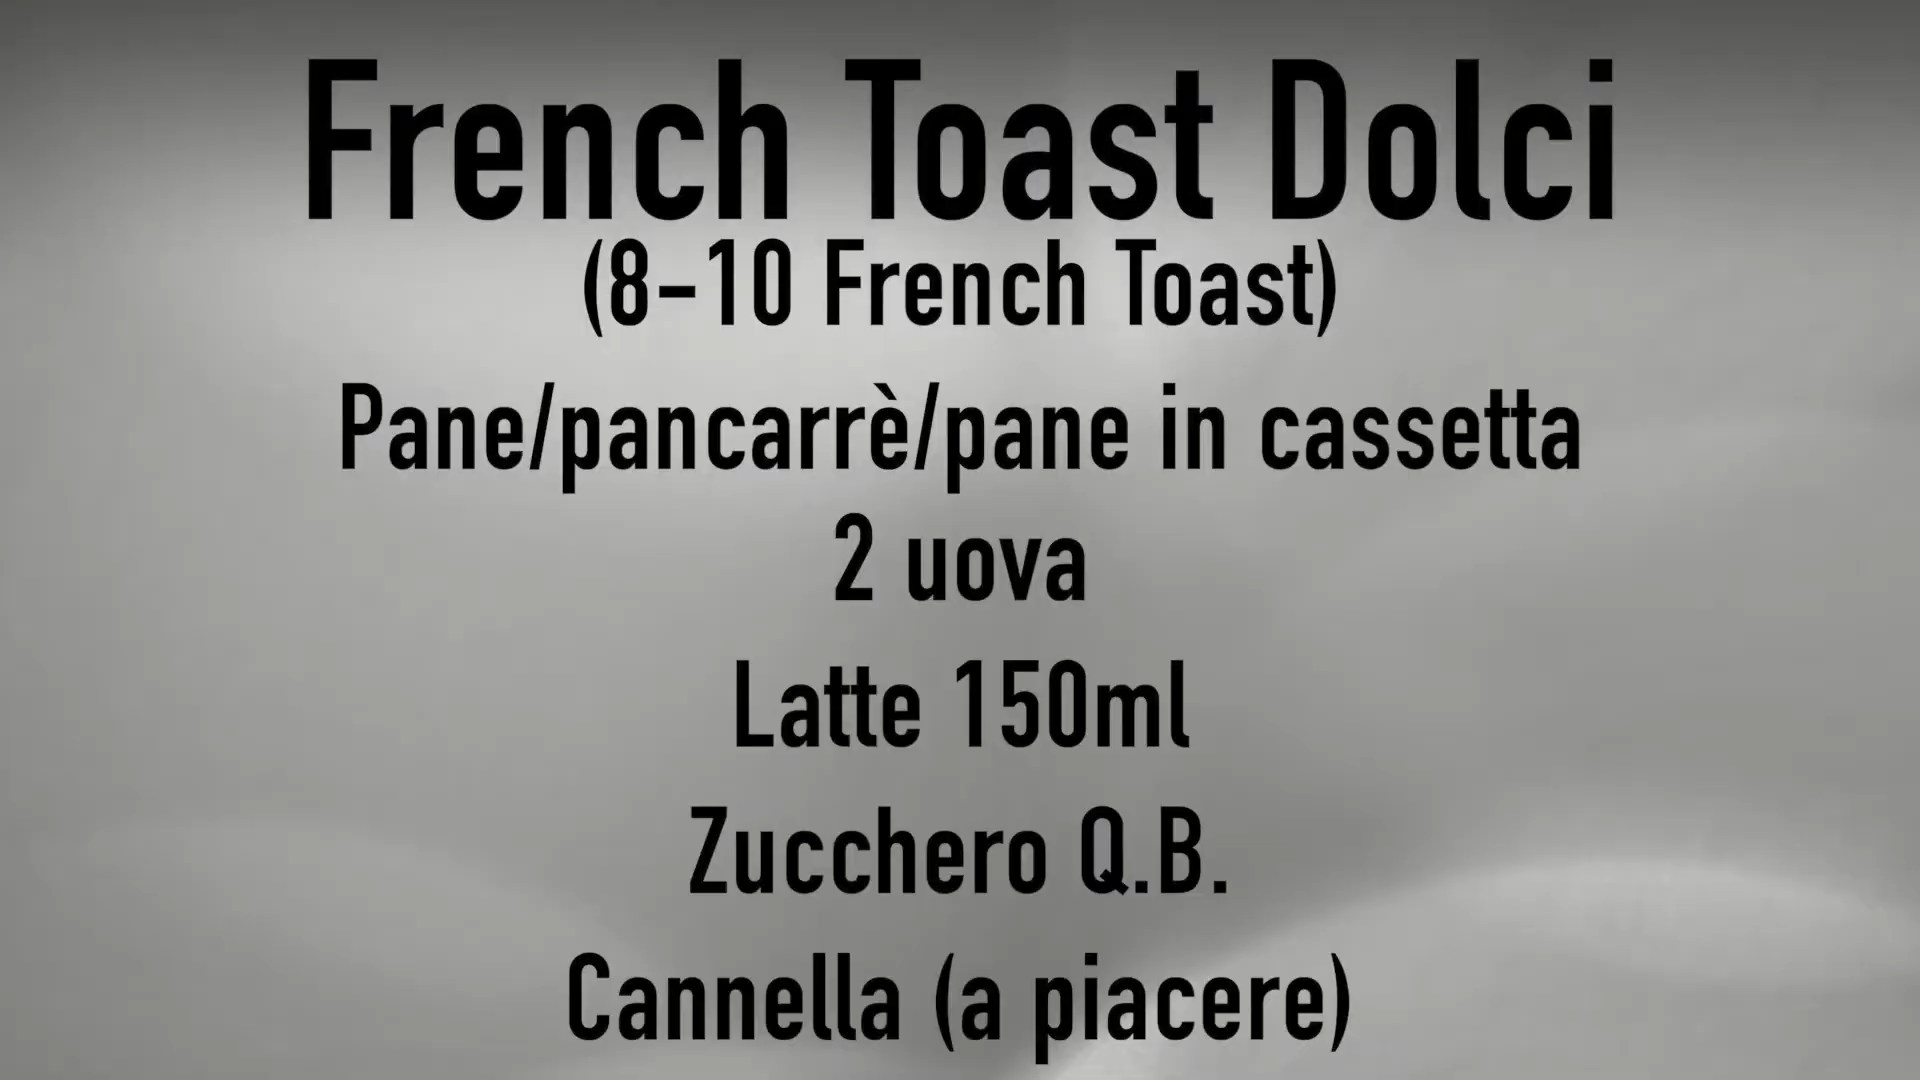 French Toast Dolci
(8-10 French Toast)
Pane/pancarrè/pane in cassetta
2 uova
Latte 150ml
Zucchero Q.B.
Cannella (a piacere)